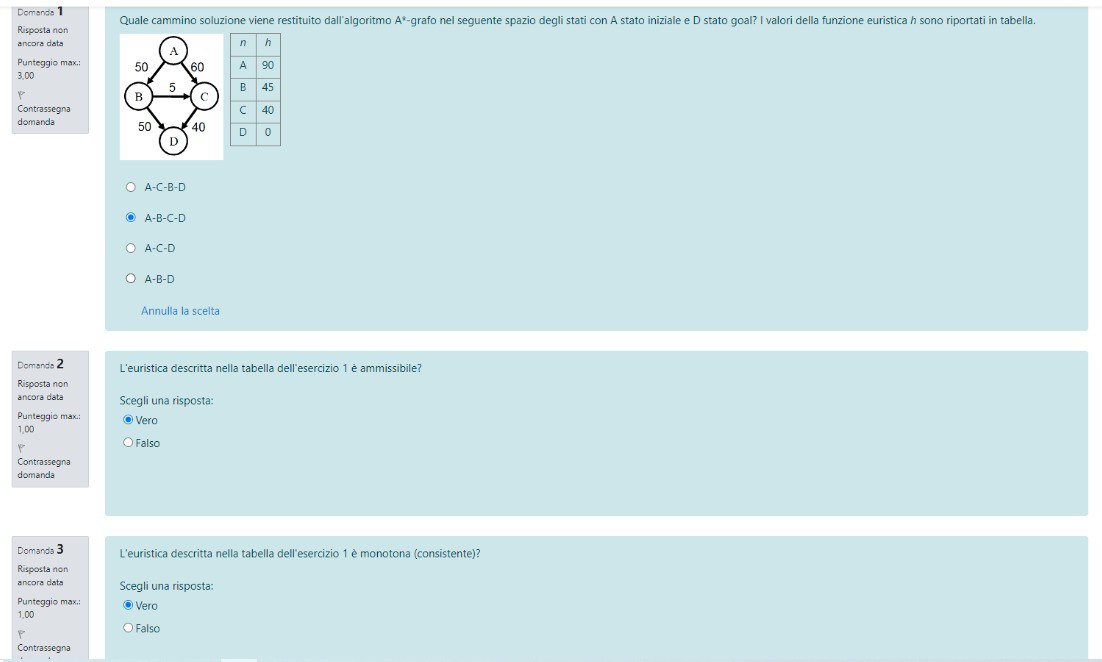 Domanda 1
Risposta non
ancora data
Punteggio max.:
3,00
Contrassegna
domanda
Quale cammino soluzione viene restituito dall'algoritmo A*-grafo nel seguente spazio degli stati con A stato iniziale e D stato goal? I valori della funzione euristica h sono riportati in tabella.
A
50 60
B 5 C
50 40
D
n h
A 90
B 45
C 40
D 0
A-C-B-D
A-B-C-D
A-C-D
A-B-D
Annulla la scelta
Domanda 2
Risposta non
ancora data
Punteggio max.:
1,00
Contrassegna
domanda
L'euristica descritta nella tabella dell'esercizio 1 è ammissibile?
Scegli una risposta:
Vero
Falso
Domanda 3
Risposta non
ancora data
Punteggio max.:
1,00
Contrassegna
L'euristica descritta nella tabella dell'esercizio 1 è monotona (consistente)?
Scegli una risposta:
Vero
Falso